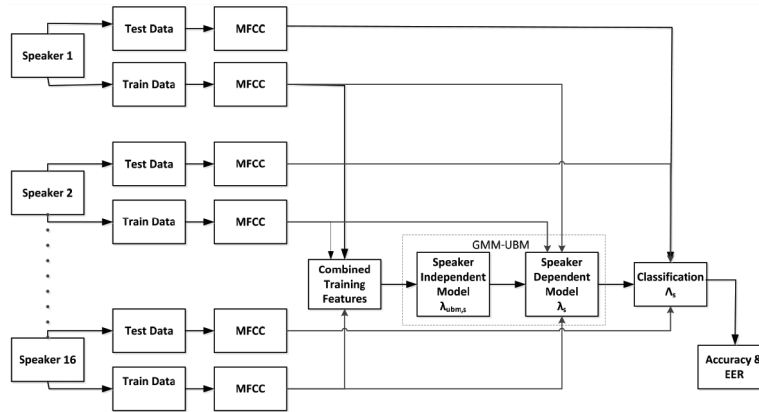 Speaker 1
Test Data
MFCC
Train Data
MFCC
Speaker 2
Test Data
MFCC
Train Data
MFCC
GMM-UBM
Combined
Training
Features
Speaker
Independent
Model
λubm,s
Speaker
Dependent
Model
λs
Classification
Λs
Speaker 16
Test Data
MFCC
Train Data
MFCC
Accuracy &
EER